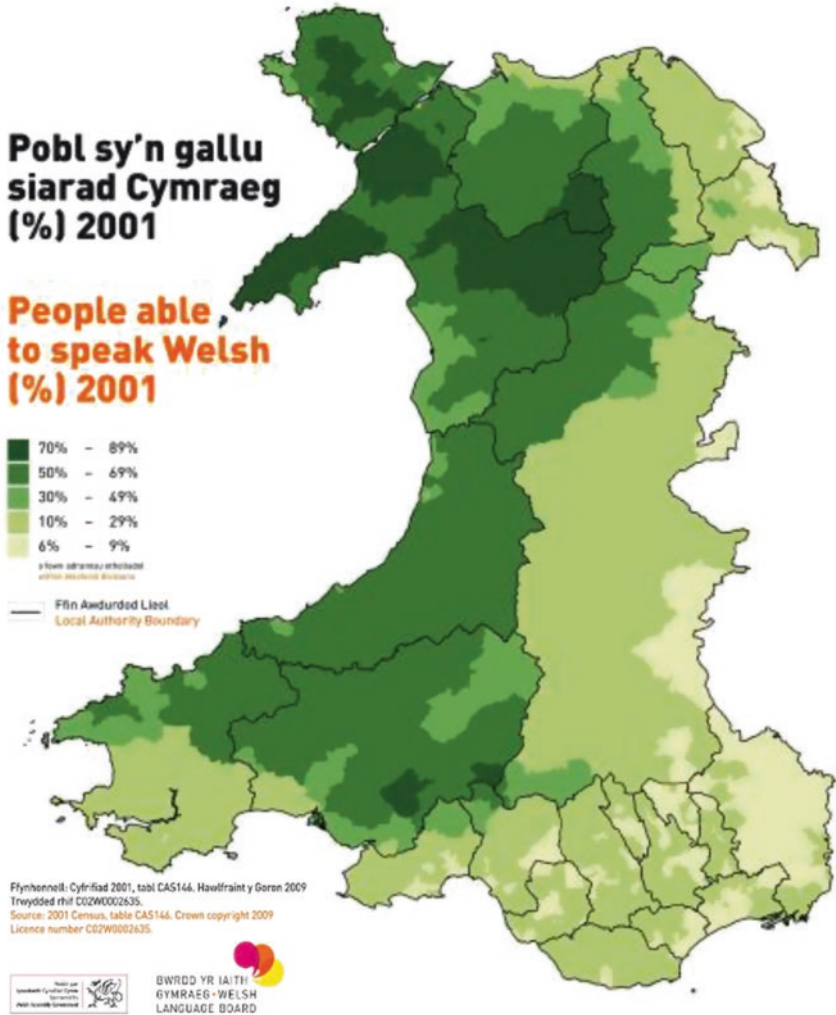 Pobl sy'n gallu
siarad Cymraeg
(%) 2001
People able
to speak Welsh
(%) 2001
70% - 89%
50% - 69%
30% - 49%
10% - 29%
6% - 9%
Ffin Awdurdod Lleol
Local Authority Boundary
Ffynhonnell: Cyfrifiad 2001, tabl CAS146. Hawlfraint y Goron 2009
Trwydded rhif C02W0002635.
Source: 2001 Census, table CAS146. Crown copyright 2009
Licence number C02W0002635.
BWRDD YR IAITH
GYMRAEG • WELSH
LANGUAGE BOARD